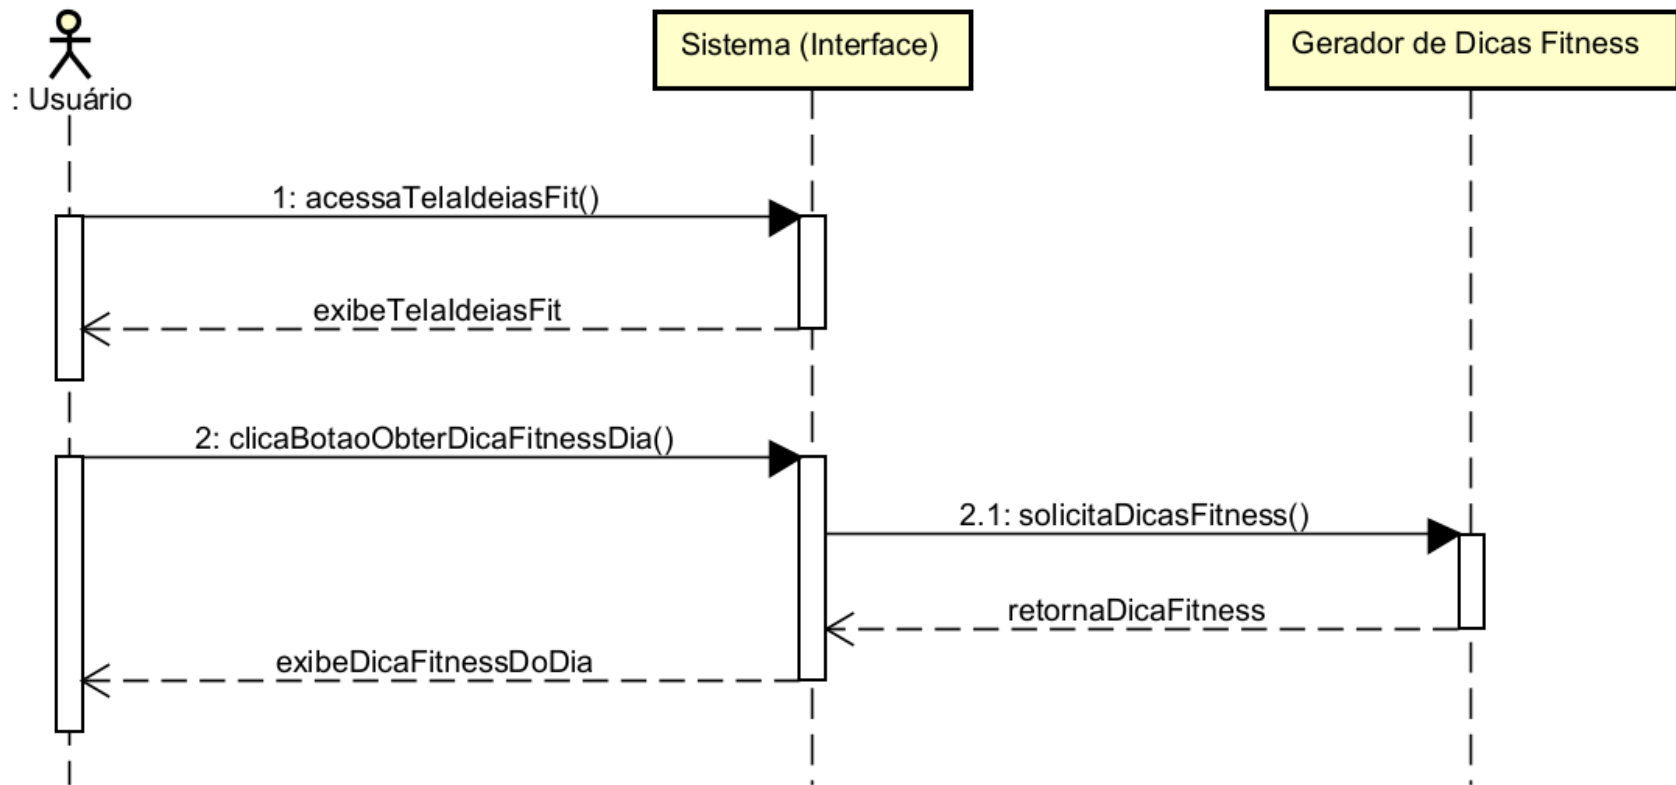 : Usuário
Sistema (Interface)
Gerador de Dicas Fitness
1: acessaTelaIdeiasFit()
exibeTelaIdeiasFit
2: clicaBotaoObterDicaFitnessDia()
2.1: solicitaDicasFitness()
retornaDicaFitness
exibeDicaFitnessDoDia